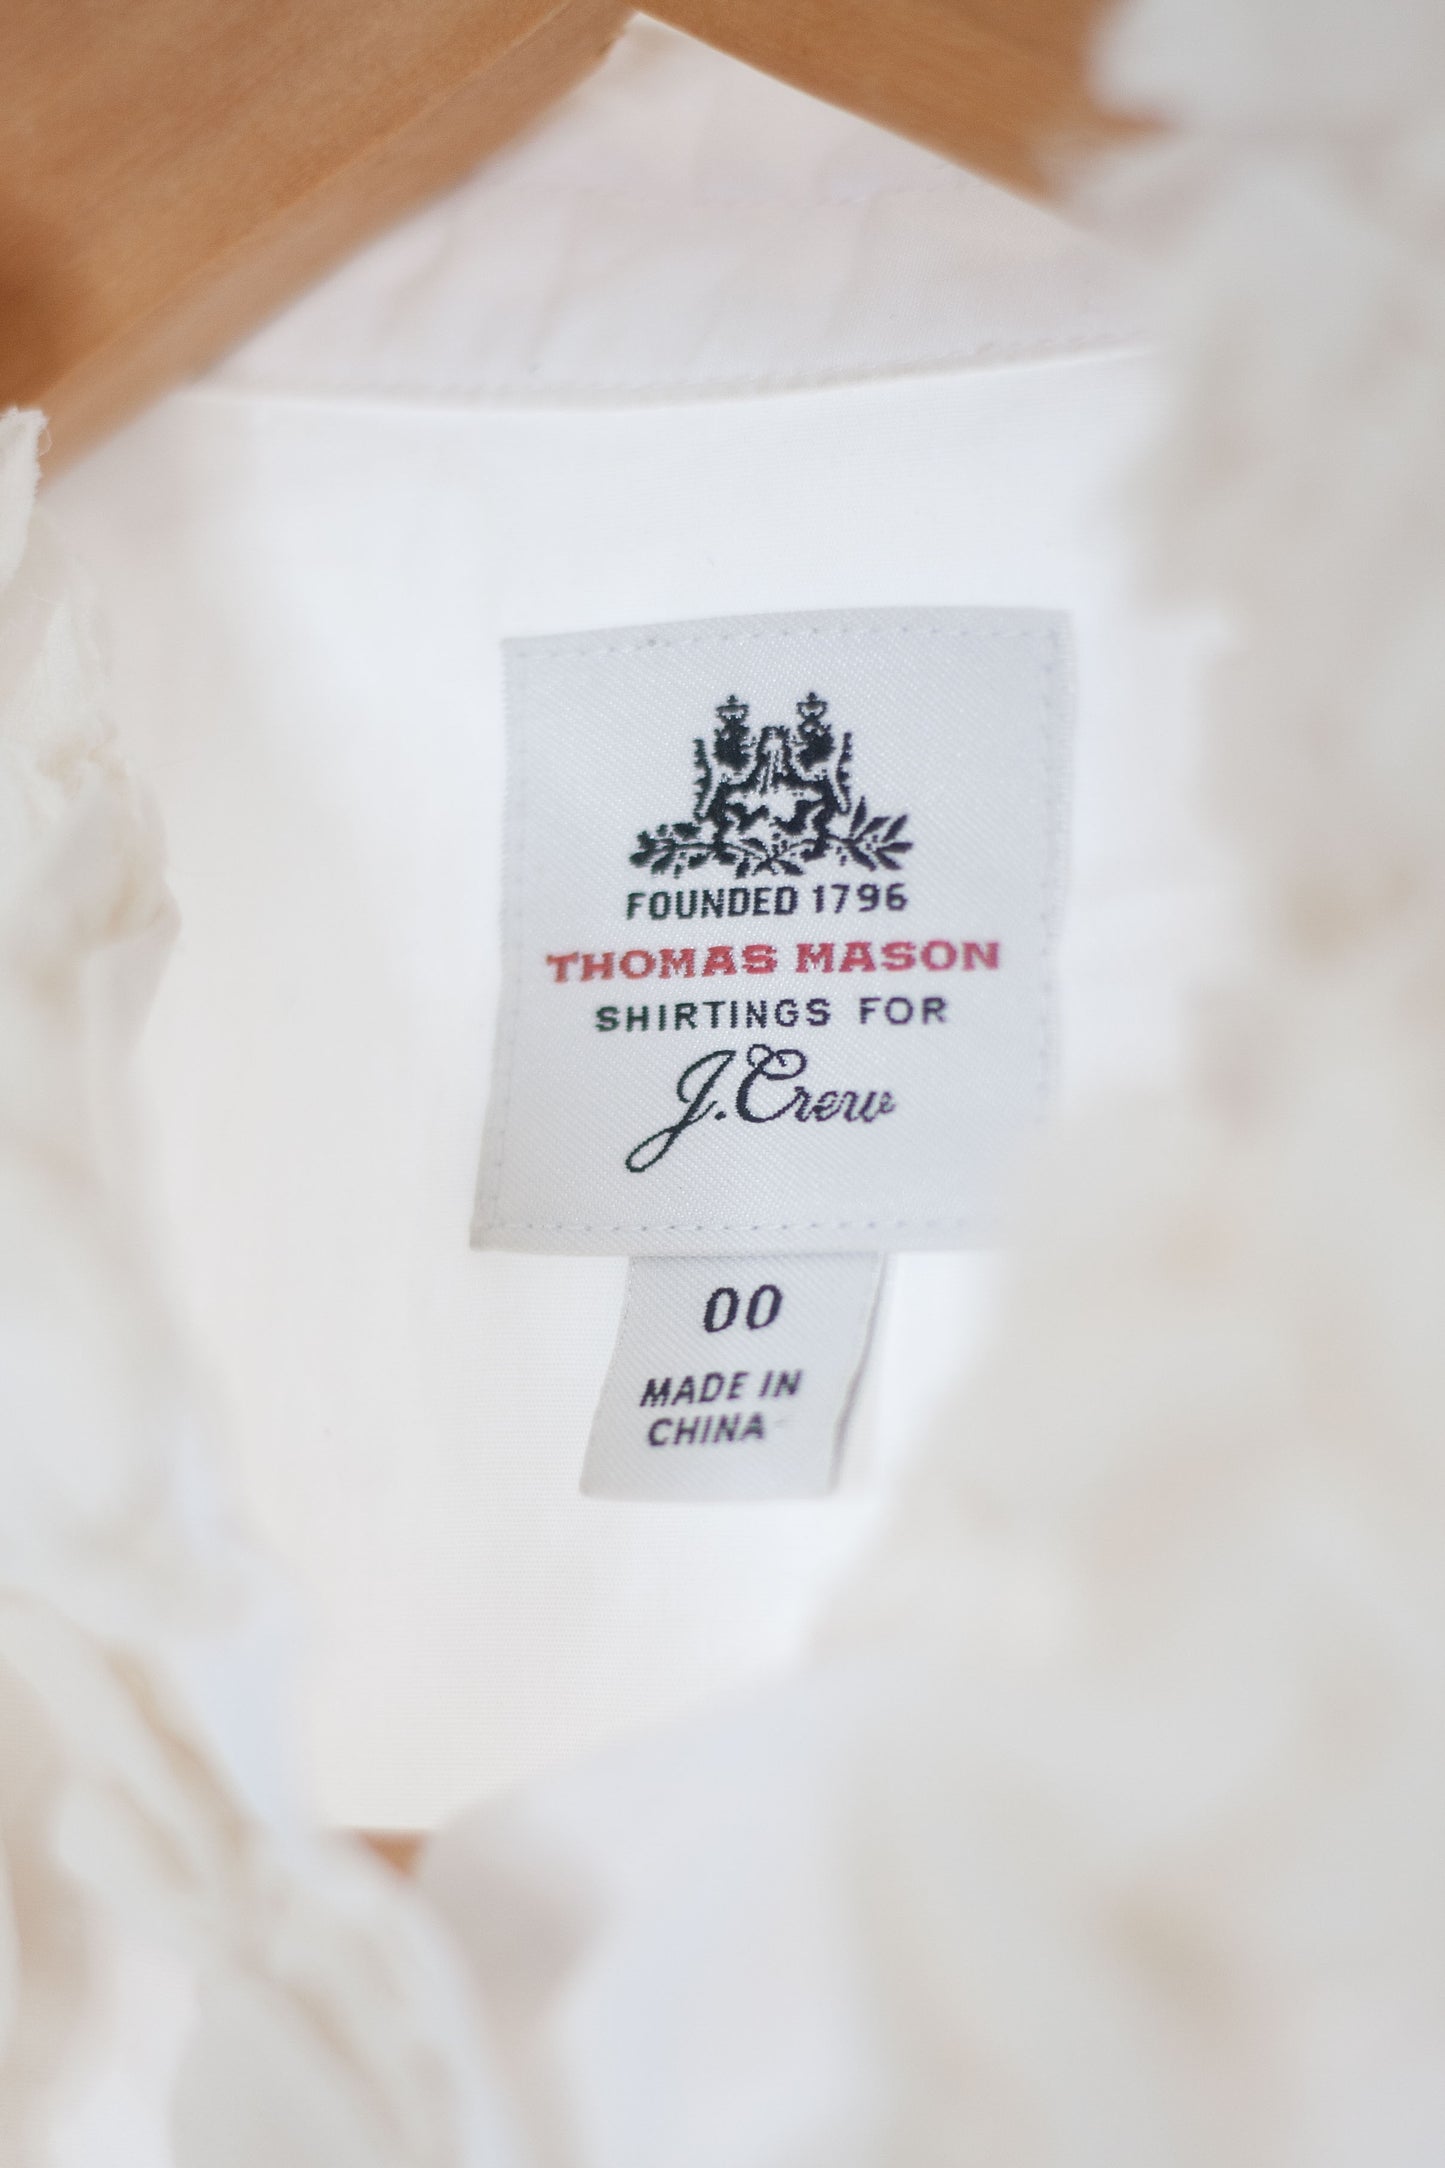 FOUNDED 1796
THOMAS MASON
SHIRTINGS FOR
J.Crew
00
MADE IN
CHINA